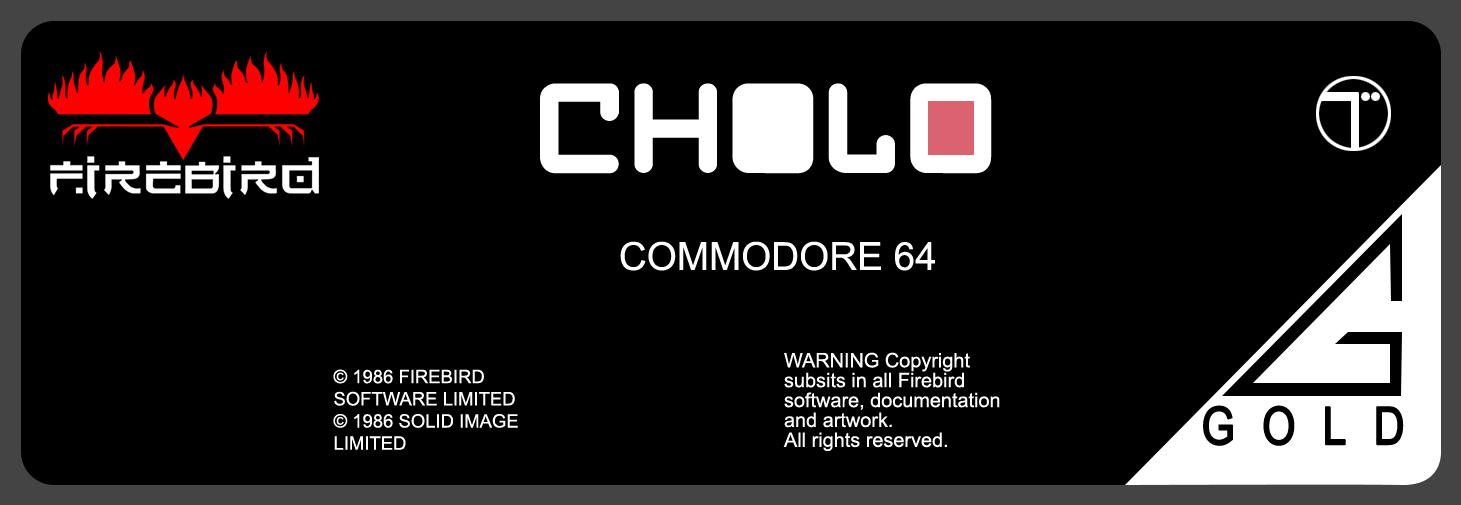 FIREBIRD
CHOLO
COMMODORE 64
© 1986 FIREBIRD
SOFTWARE LIMITED
© 1986 SOLID IMAGE
LIMITED
WARNING Copyright
subsits in all Firebird
software, documentation
and artwork.
All rights reserved.
G
GOLD
T